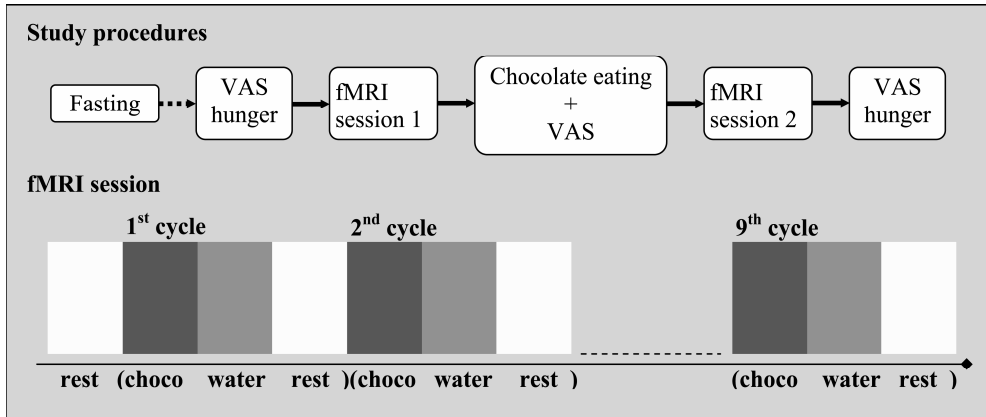 Study procedures
Fasting
VAS
hunger
fMRI
session 1
Chocolate eating
+
VAS
fMRI
session 2
VAS
hunger
fMRI session
1st cycle
2nd cycle
9th cycle
rest (choco water rest )(choco water rest ) (choco water rest )